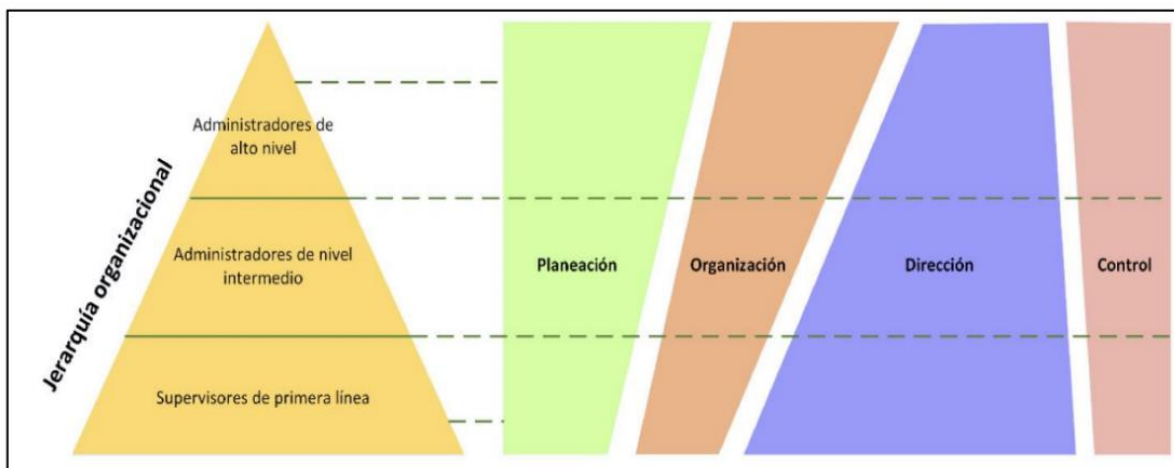 Jerarquía organizacional
Administradores de
alto nivel
Administradores de nivel
intermedio
Supervisores de primera línea
Planeación
Organización
Dirección
Control